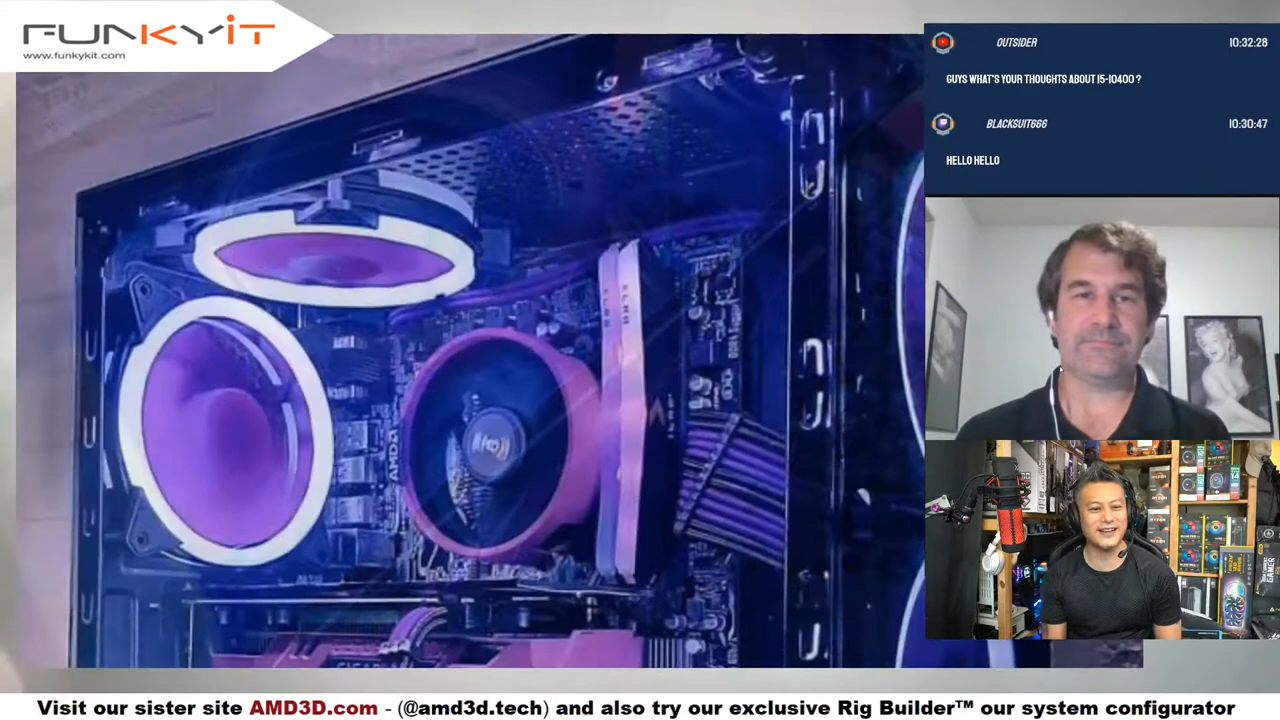 FUNKYiT
www.funkykit.com
OUTSIDER 10:32:28
GUYS WHAT'S YOUR THOUGHTS ABOUT I5-10400 ?
BLACKSUIT666 10:30:47
HELLO HELLO
AMD
Visit our sister site AMD3D.com - (@amd3d.tech) and also try our exclusive Rig Builder™ our system configurator